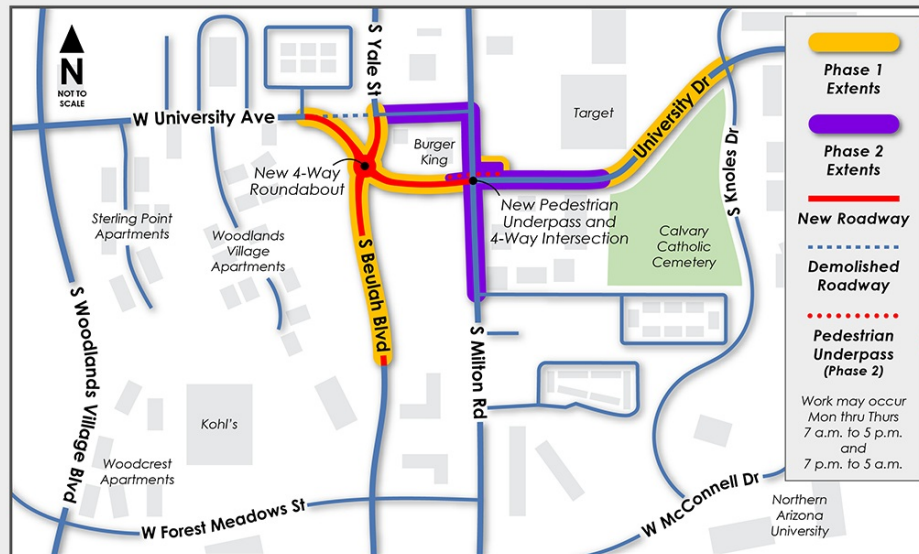 N
NOT TO
SCALE
W University Ave
S Yale St
New 4-Way
Roundabout
Burger
King
Target
University Dr
S Knoles Dr
New Pedestrian
Underpass and
4-Way Intersection
Calvary
Catholic
Cemetery
Sterling Point
Apartments
Woodlands
Village
Apartments
S Beulah Blvd
S Woodlands Village Blvd
S Milton Rd
Kohl's
Woodcrest
Apartments
W Forest Meadows St
W McConnell Dr
Northern
Arizona
University
Phase 1
Extents
Phase 2
Extents
New Roadway
Demolished
Roadway
Pedestrian
Underpass
(Phase 2)
Work may occur
Mon thru Thurs
7 a.m. to 5 p.m.
and
7 p.m. to 5 a.m.